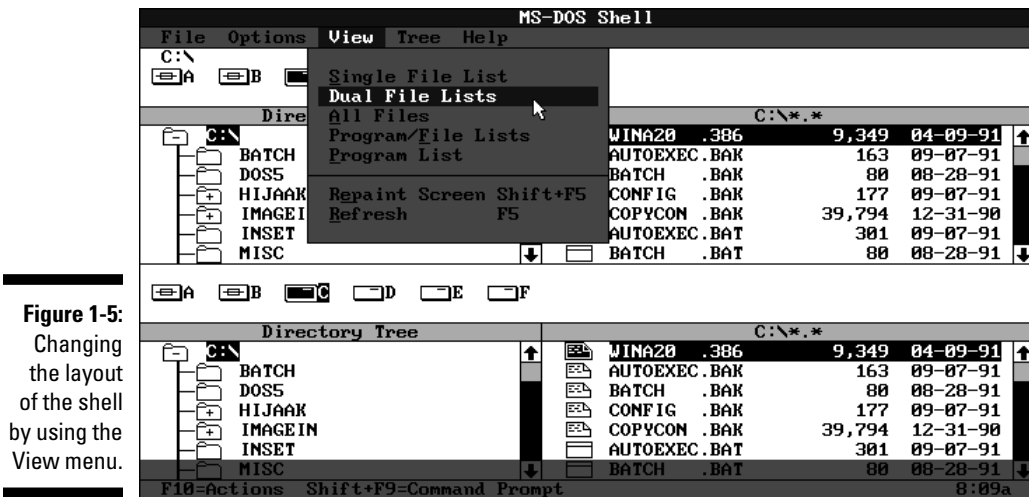 MS-DOS Shell
File Options View Tree Help
C:\
A B
Single File List
Dual File Lists
All Files
Program/File Lists
Program List
Repaint Screen Shift+F5
Refresh F5
Dire C:\*.*
C:\ WINA20 .386 9,349 04-09-91
BATCH AUTOEXEC.BAK 163 09-07-91
DOS5 BATCH .BAK 80 08-28-91
HIJAAK CONFIG .BAK 177 09-07-91
IMAGEI COPYCON .BAK 39,794 12-31-90
INSET AUTOEXEC.BAT 301 09-07-91
MISC BATCH .BAT 80 08-28-91
A B C D E F
Directory Tree C:\*.*
C:\ WINA20 .386 9,349 04-09-91
BATCH AUTOEXEC.BAK 163 09-07-91
DOS5 BATCH .BAK 80 08-28-91
HIJAAK CONFIG .BAK 177 09-07-91
IMAGEIN COPYCON .BAK 39,794 12-31-90
INSET AUTOEXEC.BAT 301 09-07-91
MISC BATCH .BAT 80 08-28-91
F10=Actions Shift+F9=Command Prompt 8:09a
Figure 1-5:
Changing
the layout
of the shell
by using the
View menu.